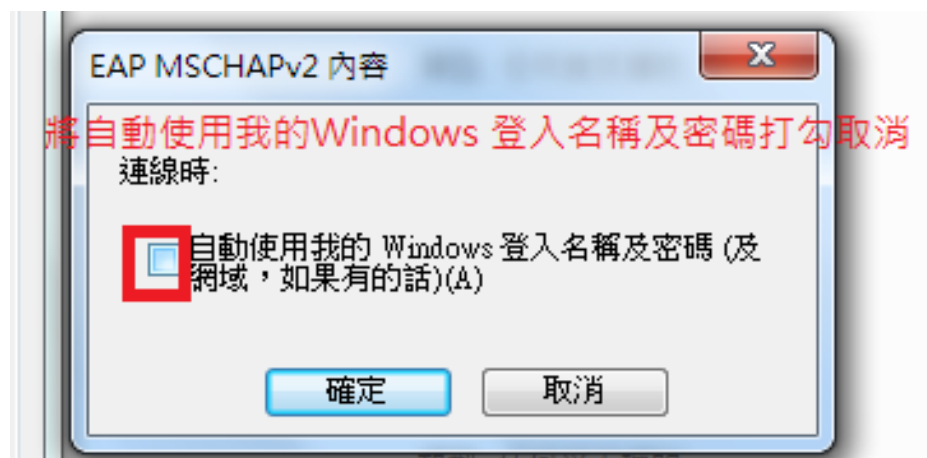 EAP MSCHAPv2 內容
將自動使用我的Windows 登入名稱及密碼打勾取消
連線時:
自動使用我的 Windows 登入名稱及密碼 (及
網域，如果有的話)(A)
確定
取消